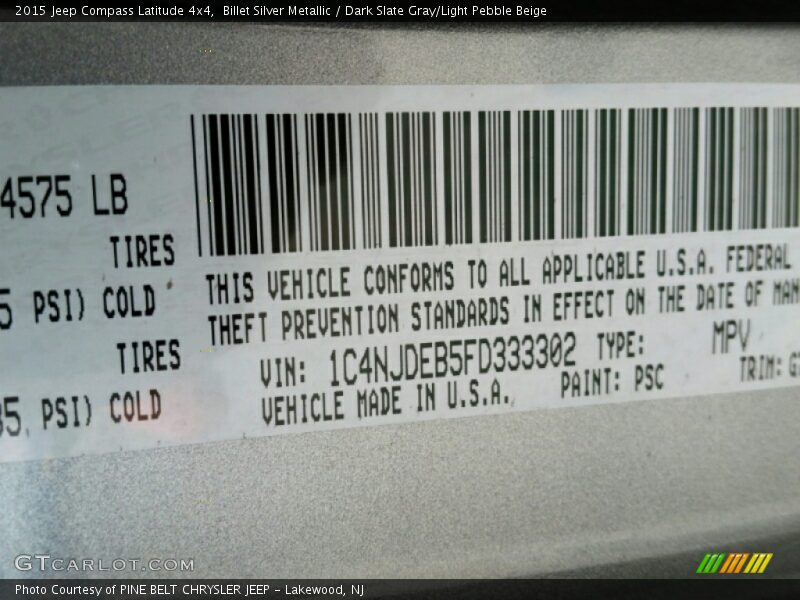 2015 Jeep Compass Latitude 4x4,  Billet Silver Metallic / Dark Slate Gray/Light Pebble Beige
4575 LB
TIRES
5 PSI) COLD
TIRES
35 PSI) COLD
THIS VEHICLE CONFORMS TO ALL APPLICABLE U.S.A. FEDERAL
THEFT PREVENTION STANDARDS IN EFFECT ON THE DATE OF MAN
VIN: 1C4NJDEB5FD333302 TYPE: MPV
VEHICLE MADE IN U.S.A. PAINT: PSC TRIM:
GTCARLOT.COM
Photo Courtesy of PINE BELT CHRYSLER JEEP – Lakewood, NJ